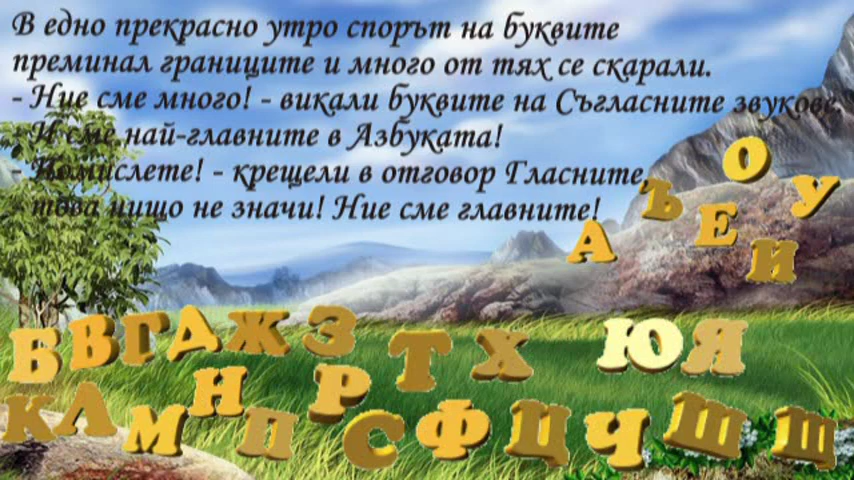 В едно прекрасно утро спорът на буквите
преминал границите и много от тях се скарали.
- Ние сме много! - викали буквите на Съгласните звукове.
- И сме най-главните в Азбуката!
- Помислете! - крещели в отговор Гласните,
- това нищо не значи! Ние сме главните!
О
Ъ Е У
А И
Б В Г Д Ж З Т Х Ю Я
К Л М Н П Р С Ф Ц Ч Ш Щ